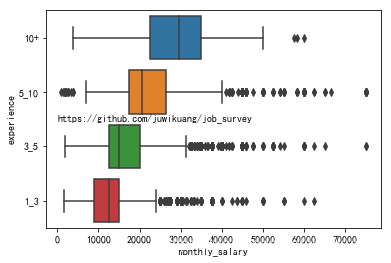 10+
5_10
https://github.com/juwikuang/job_survey
3_5
1_3
experience
0 10000 20000 30000 40000 50000 60000 70000
monthly_salary